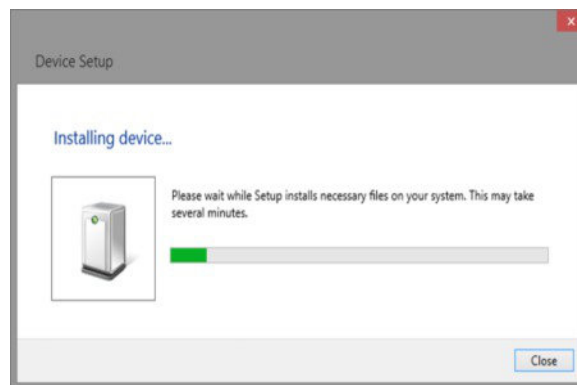 Device Setup
Installing device...
Please wait while Setup installs necessary files on your system. This may take
several minutes.
Close